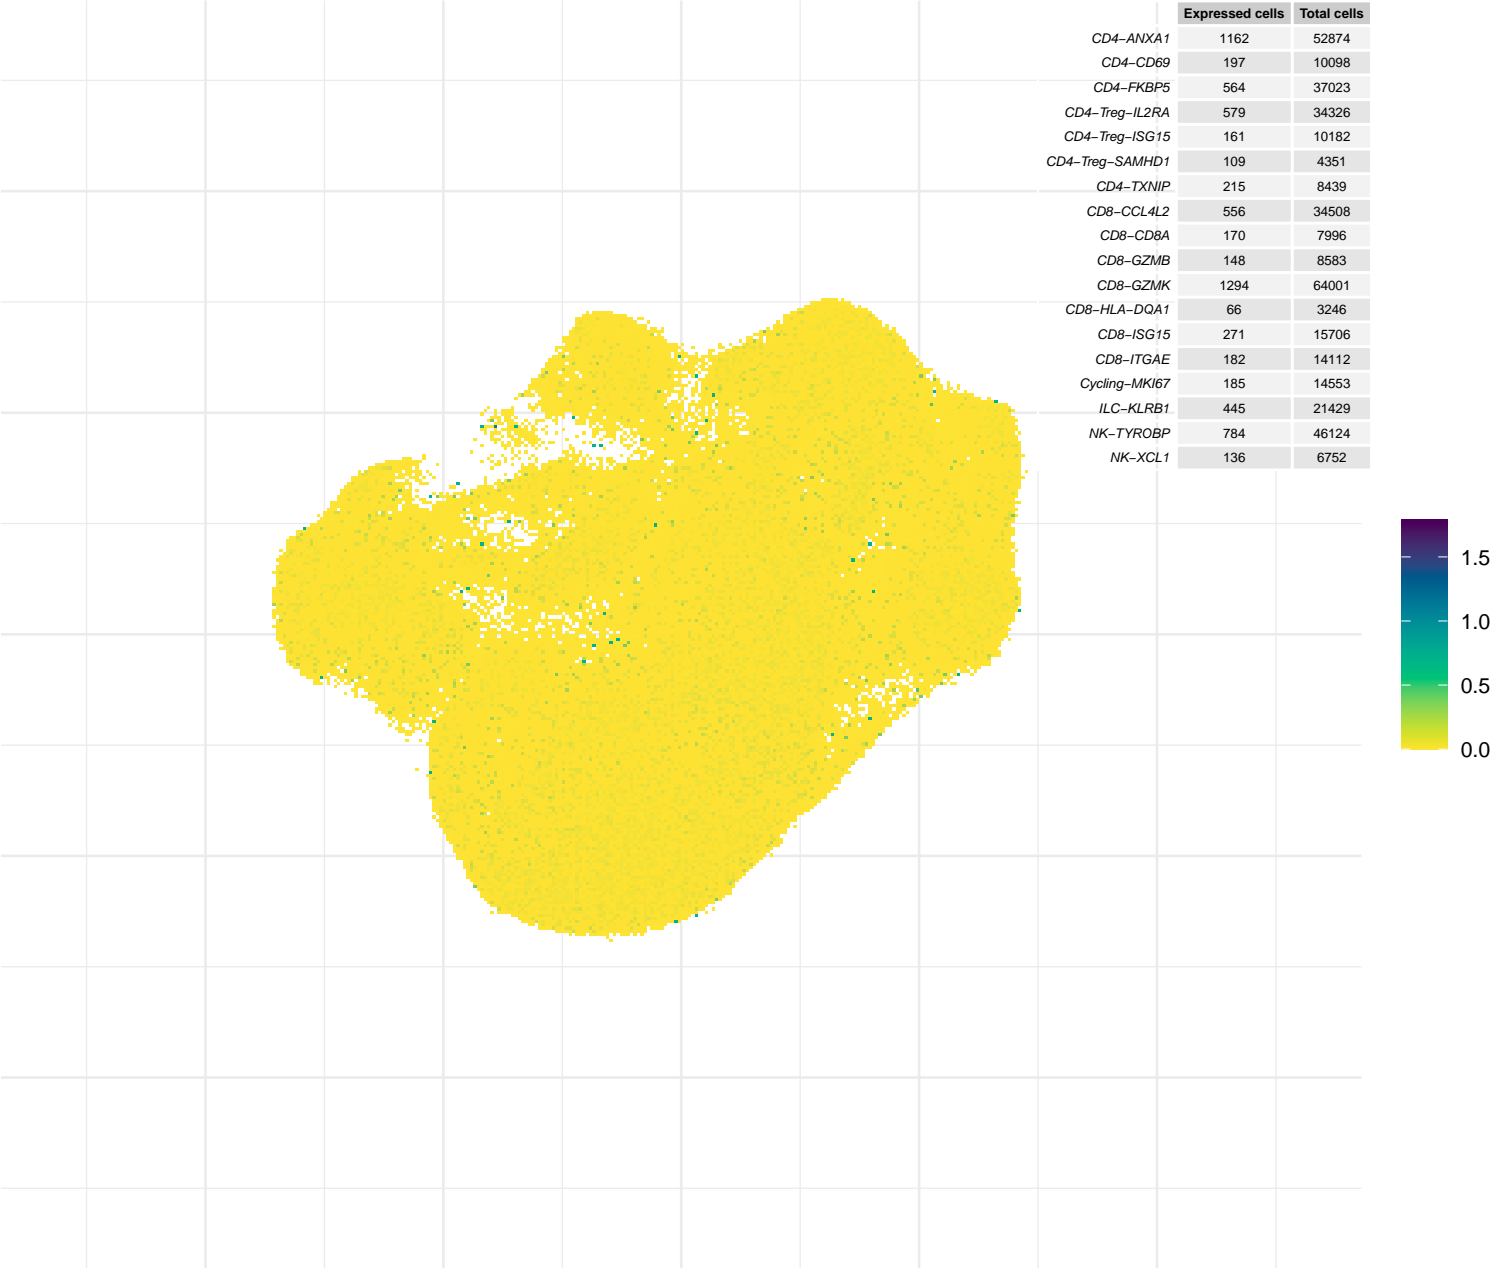 Expressed cells Total cells
CD4−ANXA1 1162 52874
CD4−CD69 197 10098
CD4−FKBP5 564 37023
CD4−Treg−IL2RA 579 34326
CD4−Treg−ISG15 161 10182
CD4−Treg−SAMHD1 109 4351
CD4−TXNIP 215 8439
CD8−CCL4L2 556 34508
CD8−CD8A 170 7996
CD8−GZMB 148 8583
CD8−GZMK 1294 64001
CD8−HLA−DQA1 66 3246
CD8−ISG15 271 15706
CD8−ITGAE 182 14112
Cycling−MKI67 185 14553
ILC−KLRB1 445 21429
NK−TYROBP 784 46124
NK−XCL1 136 6752
1.5
1.0
0.5
0.0